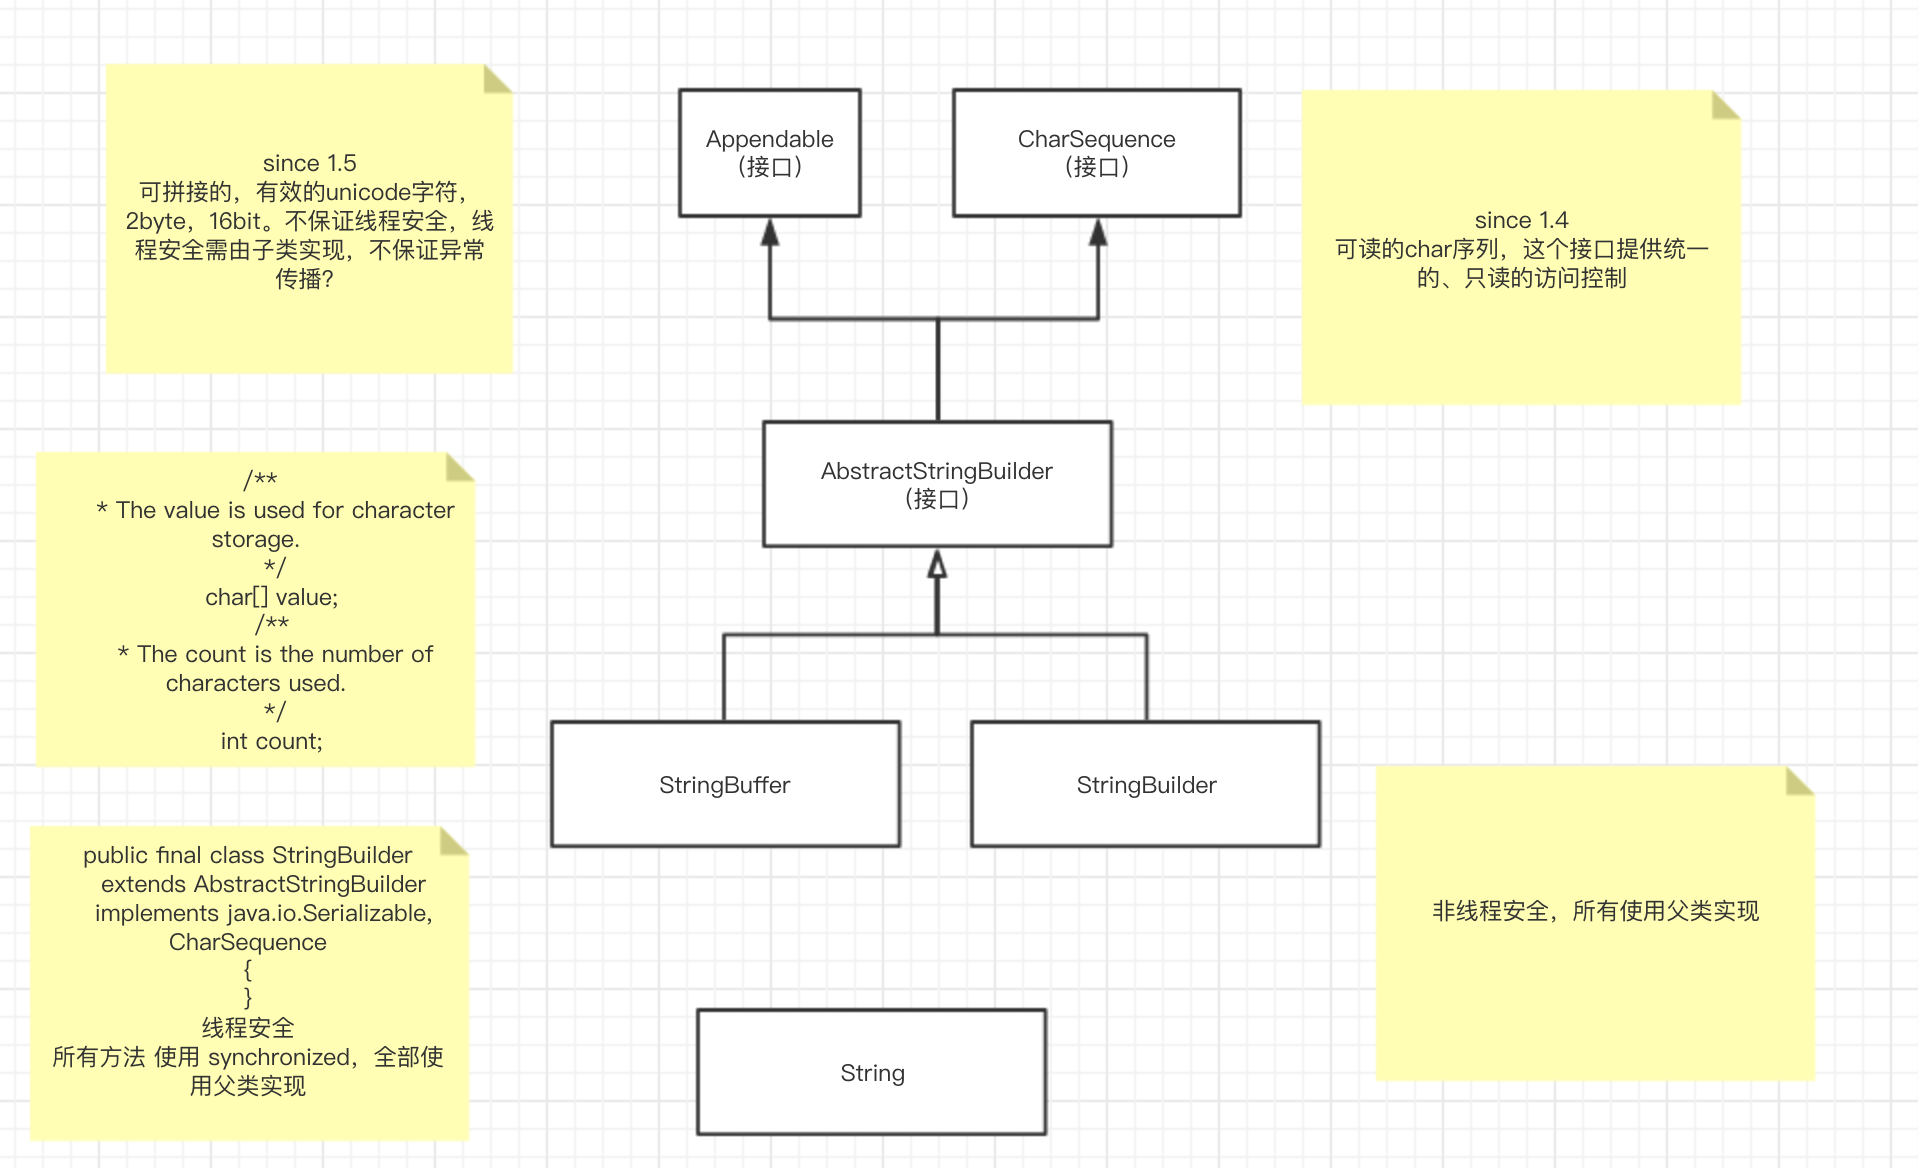 since 1.5
可拼接的，有效的unicode字符，
2byte，16bit。不保证线程安全，线
程安全需由子类实现，不保证异常
传播?
Appendable
（接口）
CharSequence
（接口）
since 1.4
可读的char序列，这个接口提供统一
的、只读的访问控制
/**
* The value is used for character
storage.
*/
char[] value;
/**
* The count is the number of
characters used.
*/
int count;
AbstractStringBuilder
（接口）
StringBuffer
StringBuilder
public final class StringBuilder
extends AbstractStringBuilder
implements java.io.Serializable,
CharSequence
{
}
线程安全
所有方法 使用 synchronized，全部使
用父类实现
非线程安全，所有使用父类实现
String